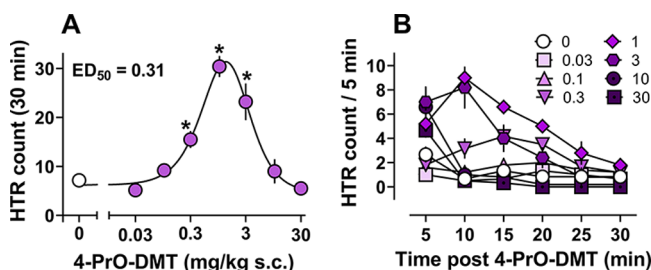 A
ED50 = 0.31
HTR count (30 min)
30
20
10
0
0 0.03 0.3 3 30
4-PrO-DMT (mg/kg s.c.)
*
*
*
B
HTR count / 5 min
10
8
6
4
2
0
5 10 15 20 25 30
Time post 4-PrO-DMT (min)
0 1
0.03 3
0.1 10
0.3 30